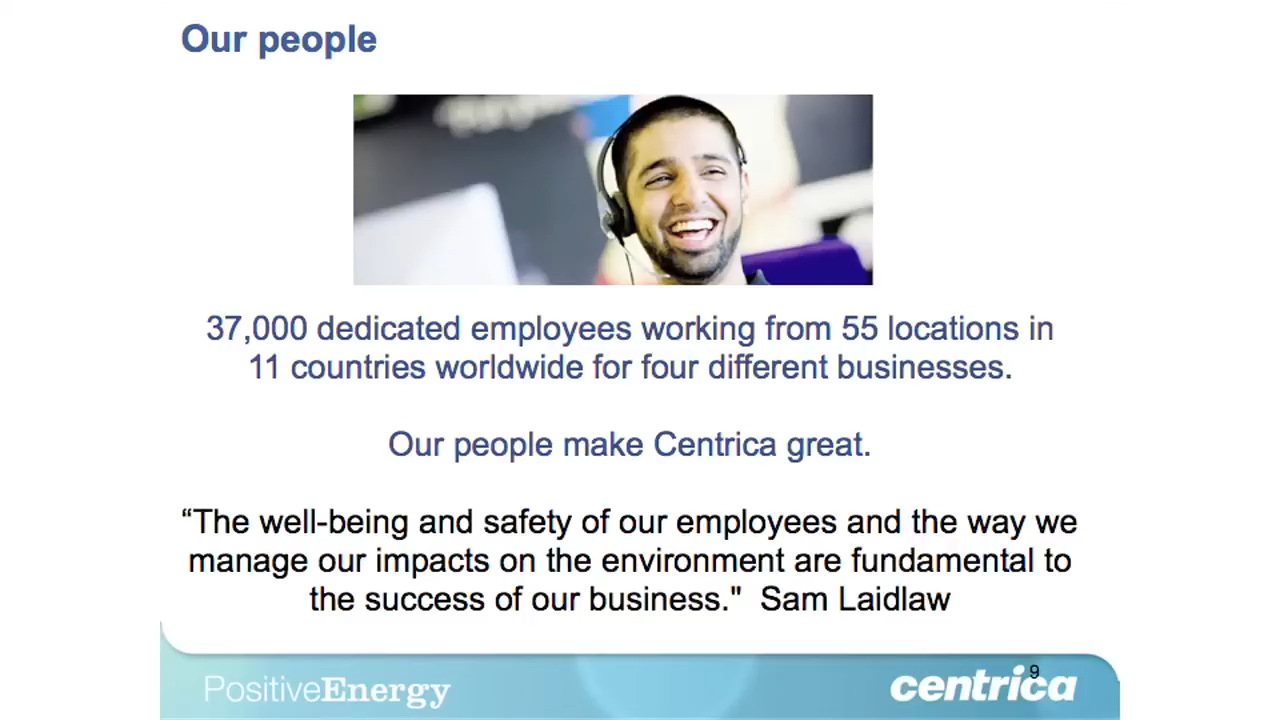 Our people
37,000 dedicated employees working from 55 locations in
11 countries worldwide for four different businesses.
Our people make Centrica great.
“The well-being and safety of our employees and the way we
manage our impacts on the environment are fundamental to
the success of our business."  Sam Laidlaw
PositiveEnergy
centrica
9